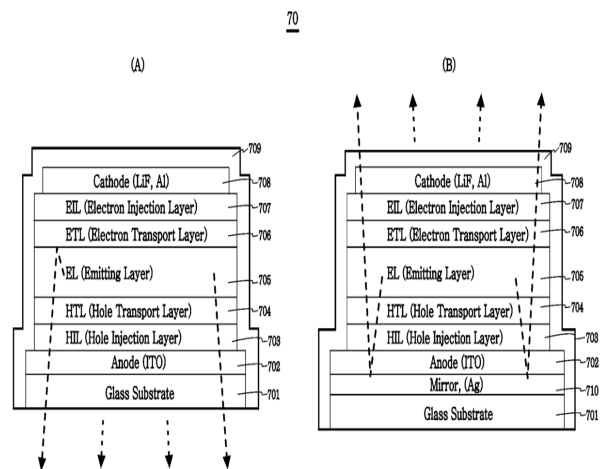 70
(A)
(B)
709
Cathode (LiF, Al)
708
EIL (Electron Injection Layer)
707
ETL (Electron Transport Layer)
706
EL (Emitting Layer)
705
HTL (Hole Transport Layer)
704
HIL (Hole Injection Layer)
703
Anode (ITO)
702
Glass Substrate
701
709
Cathode (LiF, Al)
708
EIL (Electron Injection Layer)
707
ETL (Electron Transport Layer)
706
EL (Emitting Layer)
705
HTL (Hole Transport Layer)
704
HIL (Hole Injection Layer)
703
Anode (ITO)
702
Mirror, (Ag)
710
Glass Substrate
701